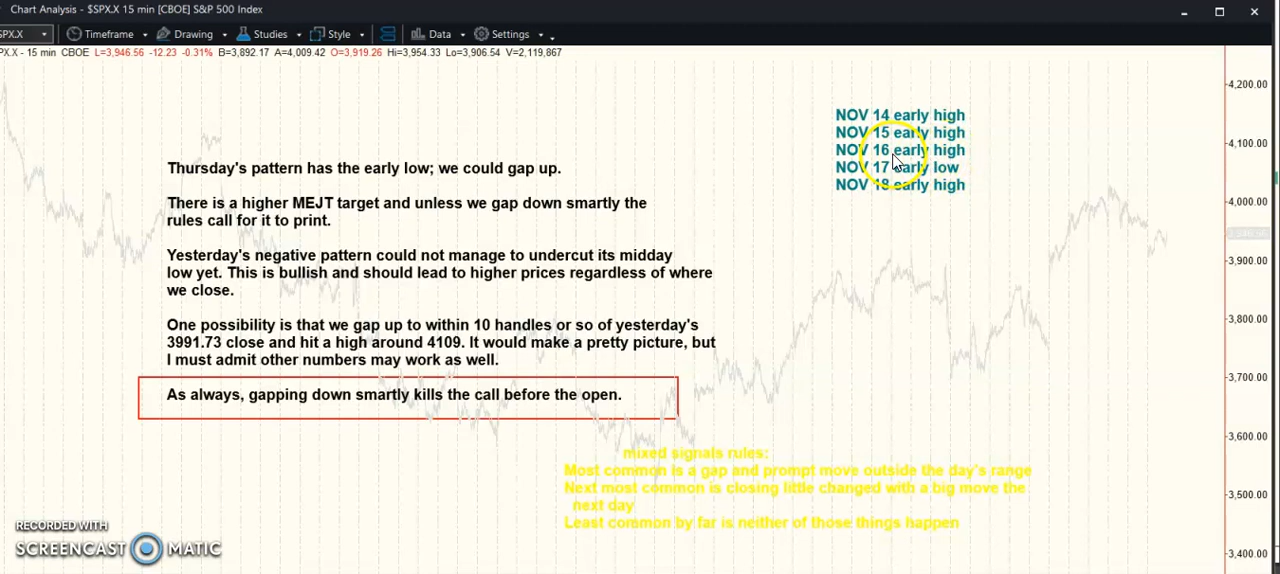 Chart Analysis - $SPX.X 15 min [CBOE] S&P 500 Index
SPX.X Timeframe Drawing Studies Style Data Settings
PX.X - 15 min CBOE L=3,946.56 -12.23 -0.31% B=3,892.17 A=4,009.42 O=3,919.26 Hi=3,954.33 Lo=3,906.54 V=2,119,867
4,200.00
NOV 14 early high
NOV 15 early high
4,100.00
NOV 16 early high
Thursday's pattern has the early low; we could gap up.
NOV 17 early low
NOV 18 early high
There is a higher MEJT target and unless we gap down smartly the
4,000.00
rules call for it to print.
Yesterday's negative pattern could not manage to undercut its midday
3,900.00
low yet. This is bullish and should lead to higher prices regardless of where
we close.
3,800.00
One possibility is that we gap up to within 10 handles or so of yesterday's
3991.73 close and hit a high around 4109. It would make a pretty picture, but
I must admit other numbers may work as well.
3,700.00
As always, gapping down smartly kills the call before the open.
3,600.00
mixed signals rules:
Most common is a gap and prompt move outside the day's range
Next most common is closing little changed with a big move the
3,500.00
next day
Least common by far is neither of those things happen
RECORDED WITH
SCREENCAST MATIC
3,400.00